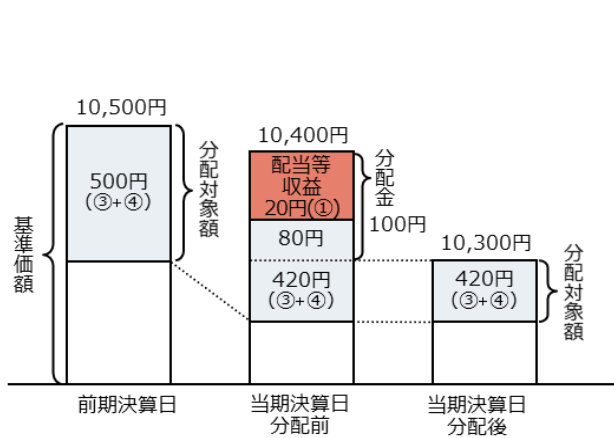 10,500円
500円
(③+④)
分配対象額
基準価額
前期決算日
10,400円
配当等
収益
20円(①)
80円
420円
(③+④)
分配金
100円
当期決算日
分配前
10,300円
420円
(③+④)
分配対象額
当期決算日
分配後